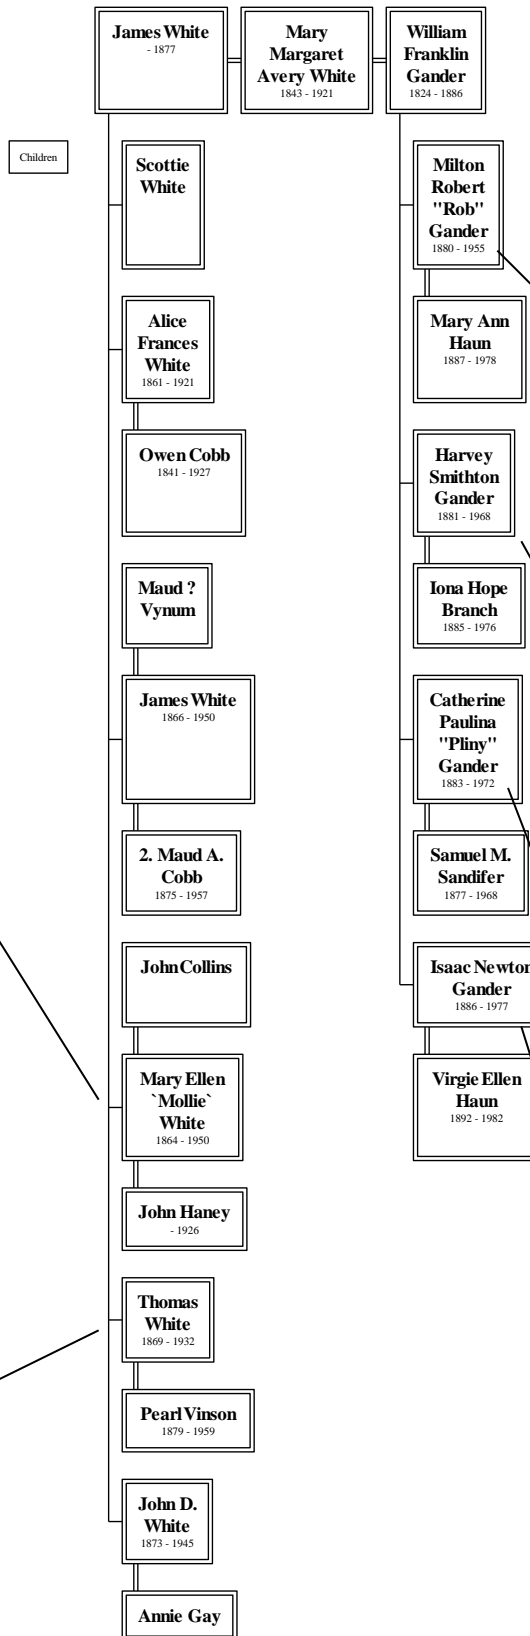 James White
- 1877
Mary
Margaret
Avery White
1843 - 1921
William
Franklin
Gander
1824 - 1886
Children
Scottie
White
Alice
Frances
White
1861 - 1921
Owen Cobb
1841 - 1927
Maud ?
Vynum
James White
1866 - 1950
2. Maud A.
Cobb
1875 - 1957
John Collins
Mary Ellen
`Mollie`
White
1864 - 1950
John Haney
- 1926
Thomas
White
1869 - 1932
Pearl Vinson
1879 - 1959
John D.
White
1873 - 1945
Annie Gay
Milton
Robert
"Rob"
Gander
1880 - 1955
Mary Ann
Haun
1887 - 1978
Harvey
Smithton
Gander
1881 - 1968
Iona Hope
Branch
1885 - 1976
Catherine
Paulina
"Pliny"
Gander
1883 - 1972
Samuel M.
Sandifer
1877 - 1968
Isaac Newton
Gander
1886 - 1977
Virgie Ellen
Haun
1892 - 1982